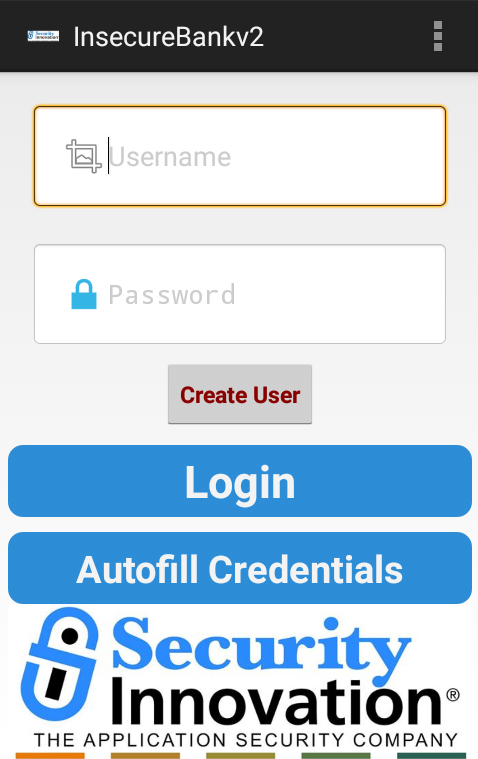 InsecureBankv2
Username
Password
Create User
Login
Autofill Credentials
Security
Innovation®
THE APPLICATION SECURITY COMPANY